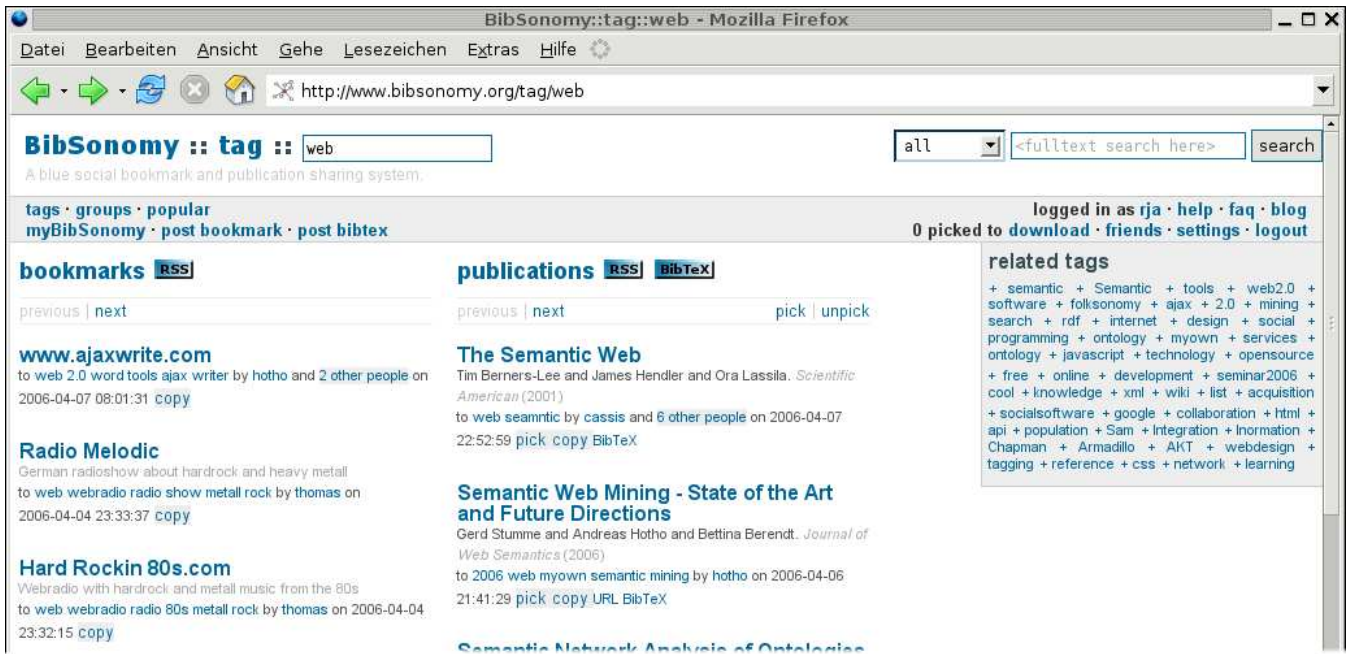 BibSonomy::tag::web - Mozilla Firefox
Datei Bearbeiten Ansicht Gehe Lesezeichen Extras Hilfe
http://www.bibsonomy.org/tag/web
BibSonomy :: tag :: web
all <fulltext search here> search
A blue social bookmark and publication sharing system.
tags · groups · popular
logged in as rja · help · faq · blog
myBibSonomy · post bookmark · post bibtex
0 picked to download · friends · settings · logout
bookmarks RSS
previous | next
www.ajaxwrite.com
to web 2.0 word tools ajax writer by hotho and 2 other people on
2006-04-07 08:01:31 copy
Radio Melodic
German radioshow about hardrock and heavy metall
to web webradio radio show metall rock by thomas on
2006-04-04 23:33:37 copy
Hard Rockin 80s.com
Webradio with hardrock and metall music from the 80s
to web webradio radio 80s metall rock by thomas on 2006-04-04
23:32:15 copy
publications RSS BibTeX
previous | next pick | unpick
The Semantic Web
Tim Berners-Lee and James Hendler and Ora Lassila. Scientific
American (2001)
to web seamntic by cassis and 6 other people on 2006-04-07
22:52:59 pick copy BibTeX
Semantic Web Mining - State of the Art
and Future Directions
Gerd Stumme and Andreas Hotho and Bettina Berendt. Journal of
Web Semantics (2006)
to 2006 web myown semantic mining by hotho on 2006-04-06
21:41:29 pick copy URL BibTeX
Semantic Network Analysis of Ontologies
related tags
+ semantic + Semantic + tools + web2.0 +
software + folksonomy + ajax + 2.0 + mining +
search + rdf + internet + design + social +
programming + ontology + myown + services +
ontology + javascript + technology + opensource
+ free + online + development + seminar2006 +
cool + knowledge + xml + wiki + list + acquisition
+ socialsoftware + google + collaboration + html +
api + population + Sam + Integration + Inormation +
Chapman + Armadillo + AKT + webdesign +
tagging + reference + css + network + learning